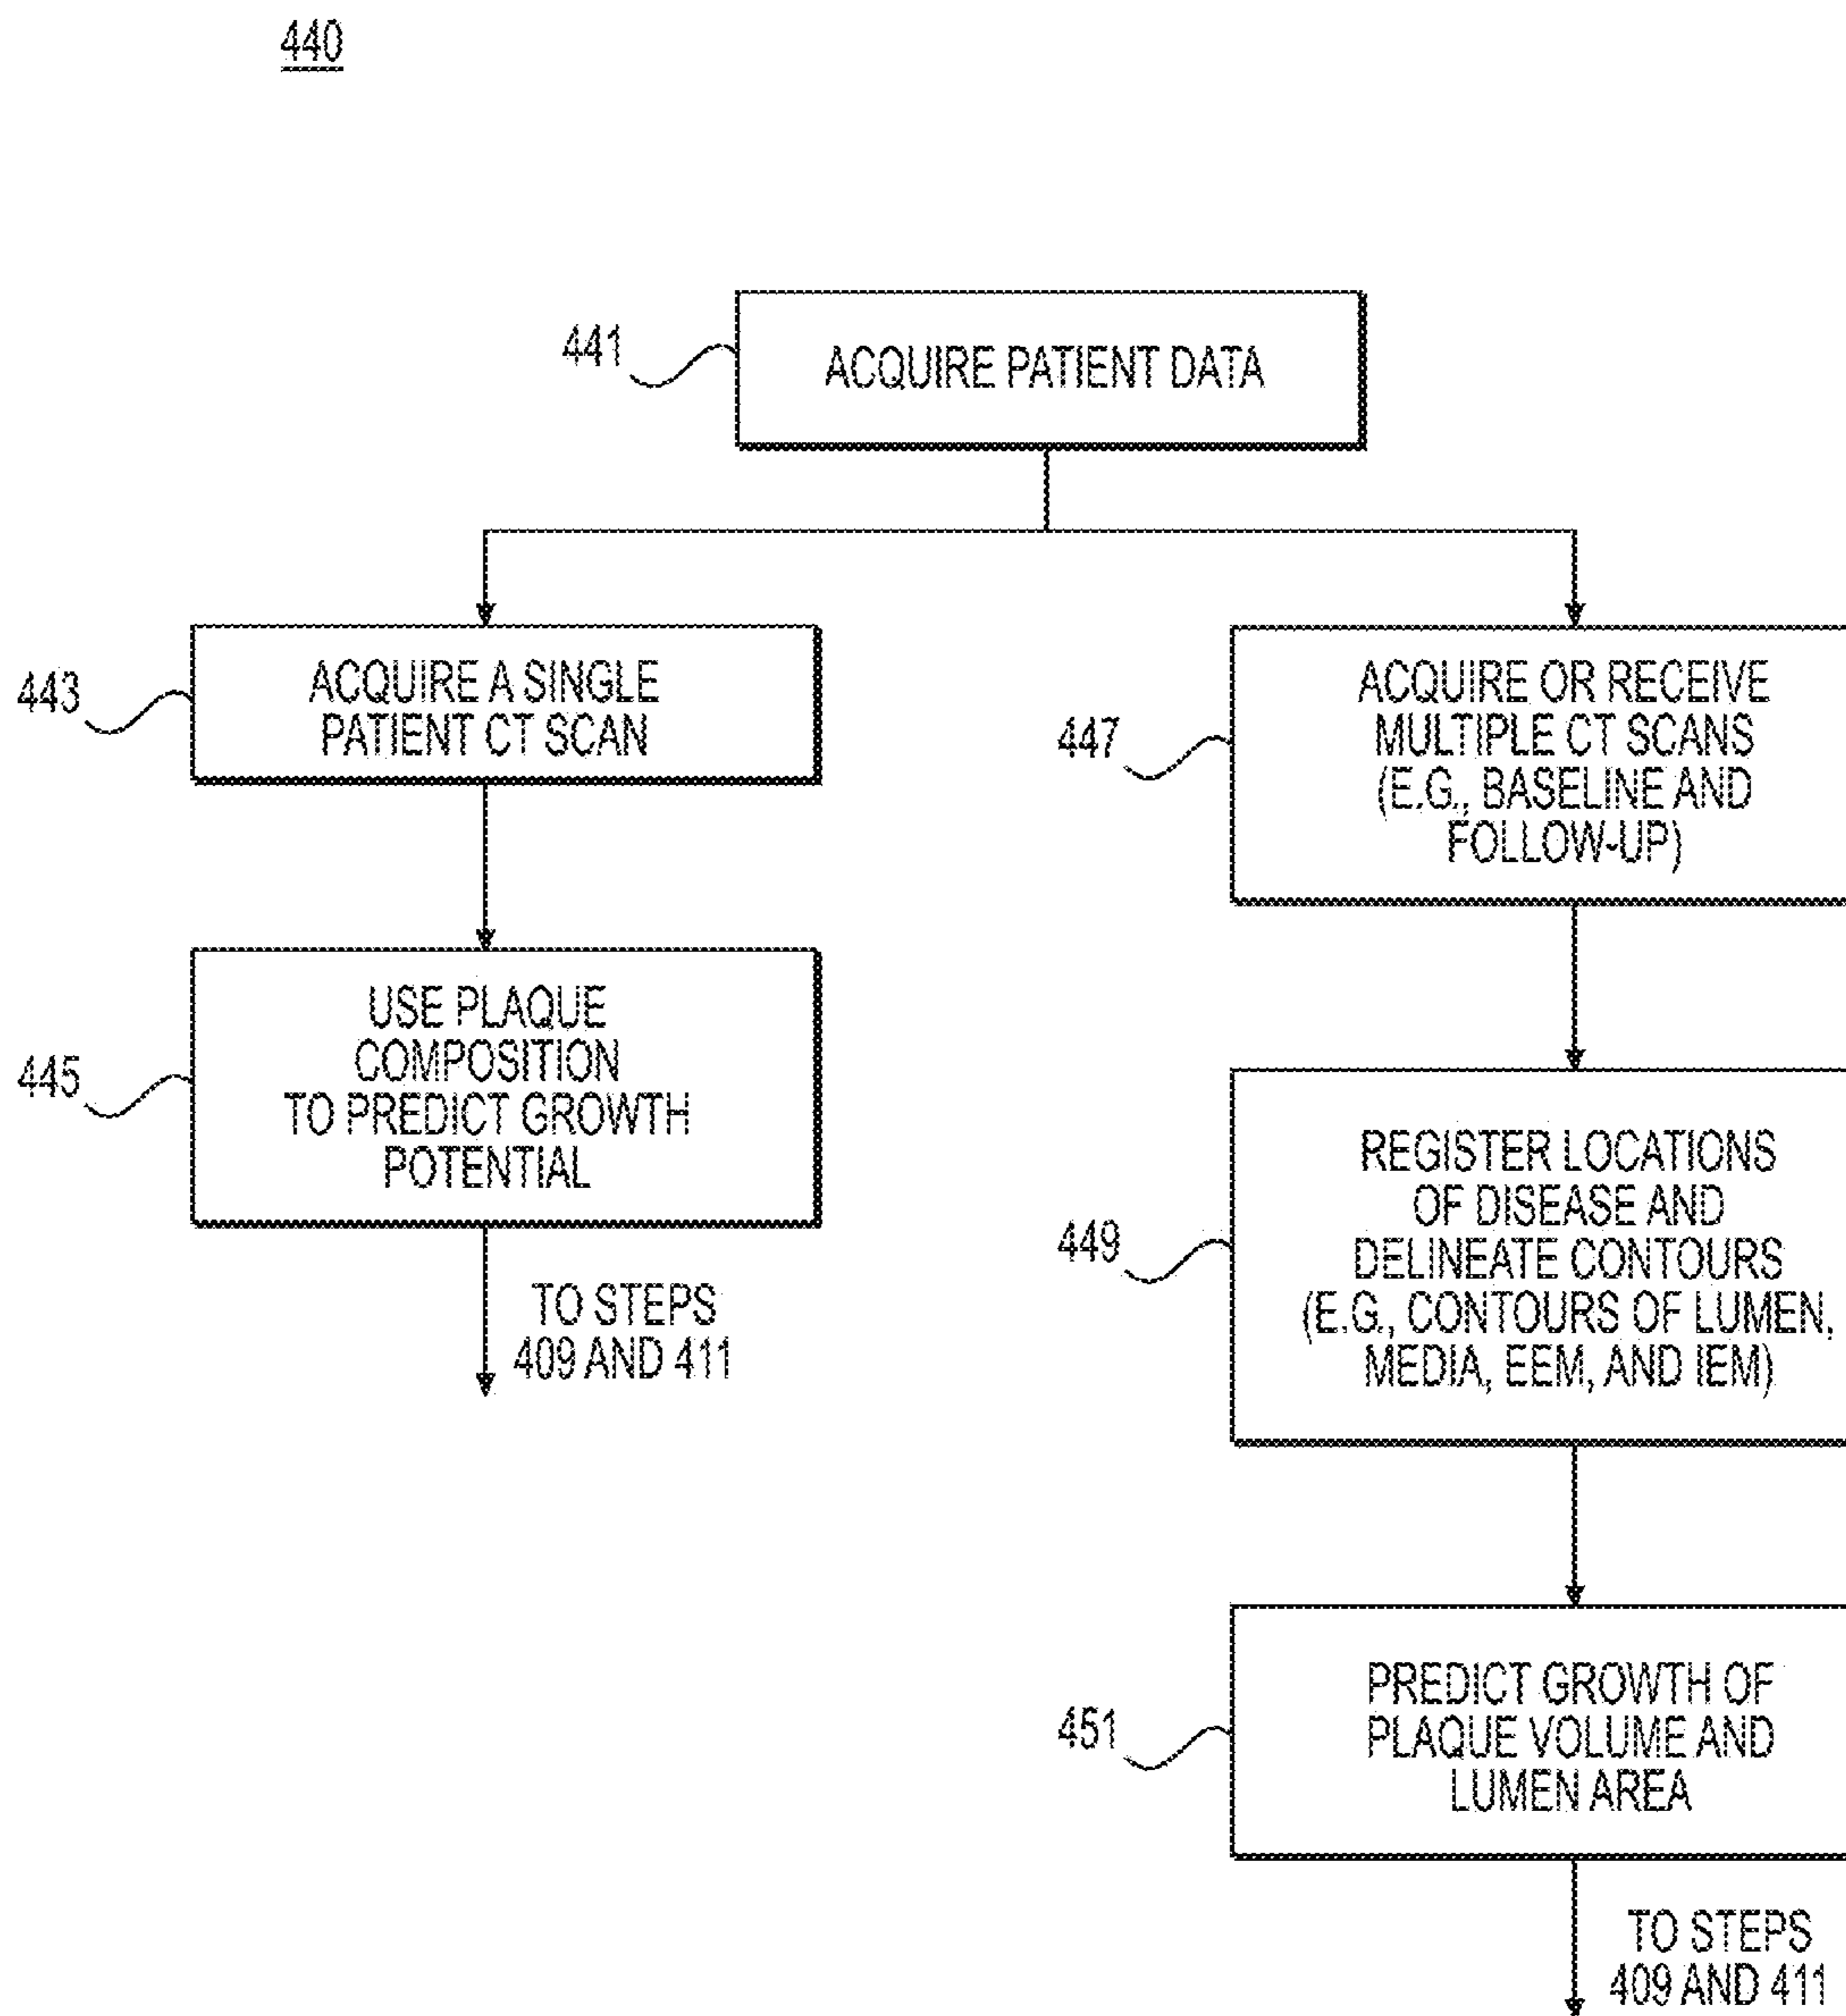 440
441
ACQUIRE PATIENT DATA
443
ACQUIRE A SINGLE
PATIENT CT SCAN
445
USE PLAQUE
COMPOSITION
TO PREDICT GROWTH
POTENTIAL
TO STEPS
409 AND 411
447
ACQUIRE OR RECEIVE
MULTIPLE CT SCANS
(E.G., BASELINE AND
FOLLOW-UP)
449
REGISTER LOCATIONS
OF DISEASE AND
DELINEATE CONTOURS
(E.G., CONTOURS OF LUMEN,
MEDIA, EEM, AND IEM)
451
PREDICT GROWTH OF
PLAQUE VOLUME AND
LUMEN AREA
TO STEPS
409 AND 411